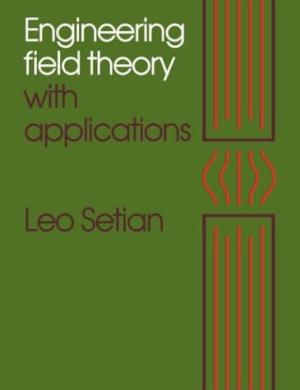 Engineering
field theory
with
applications
Leo Setian